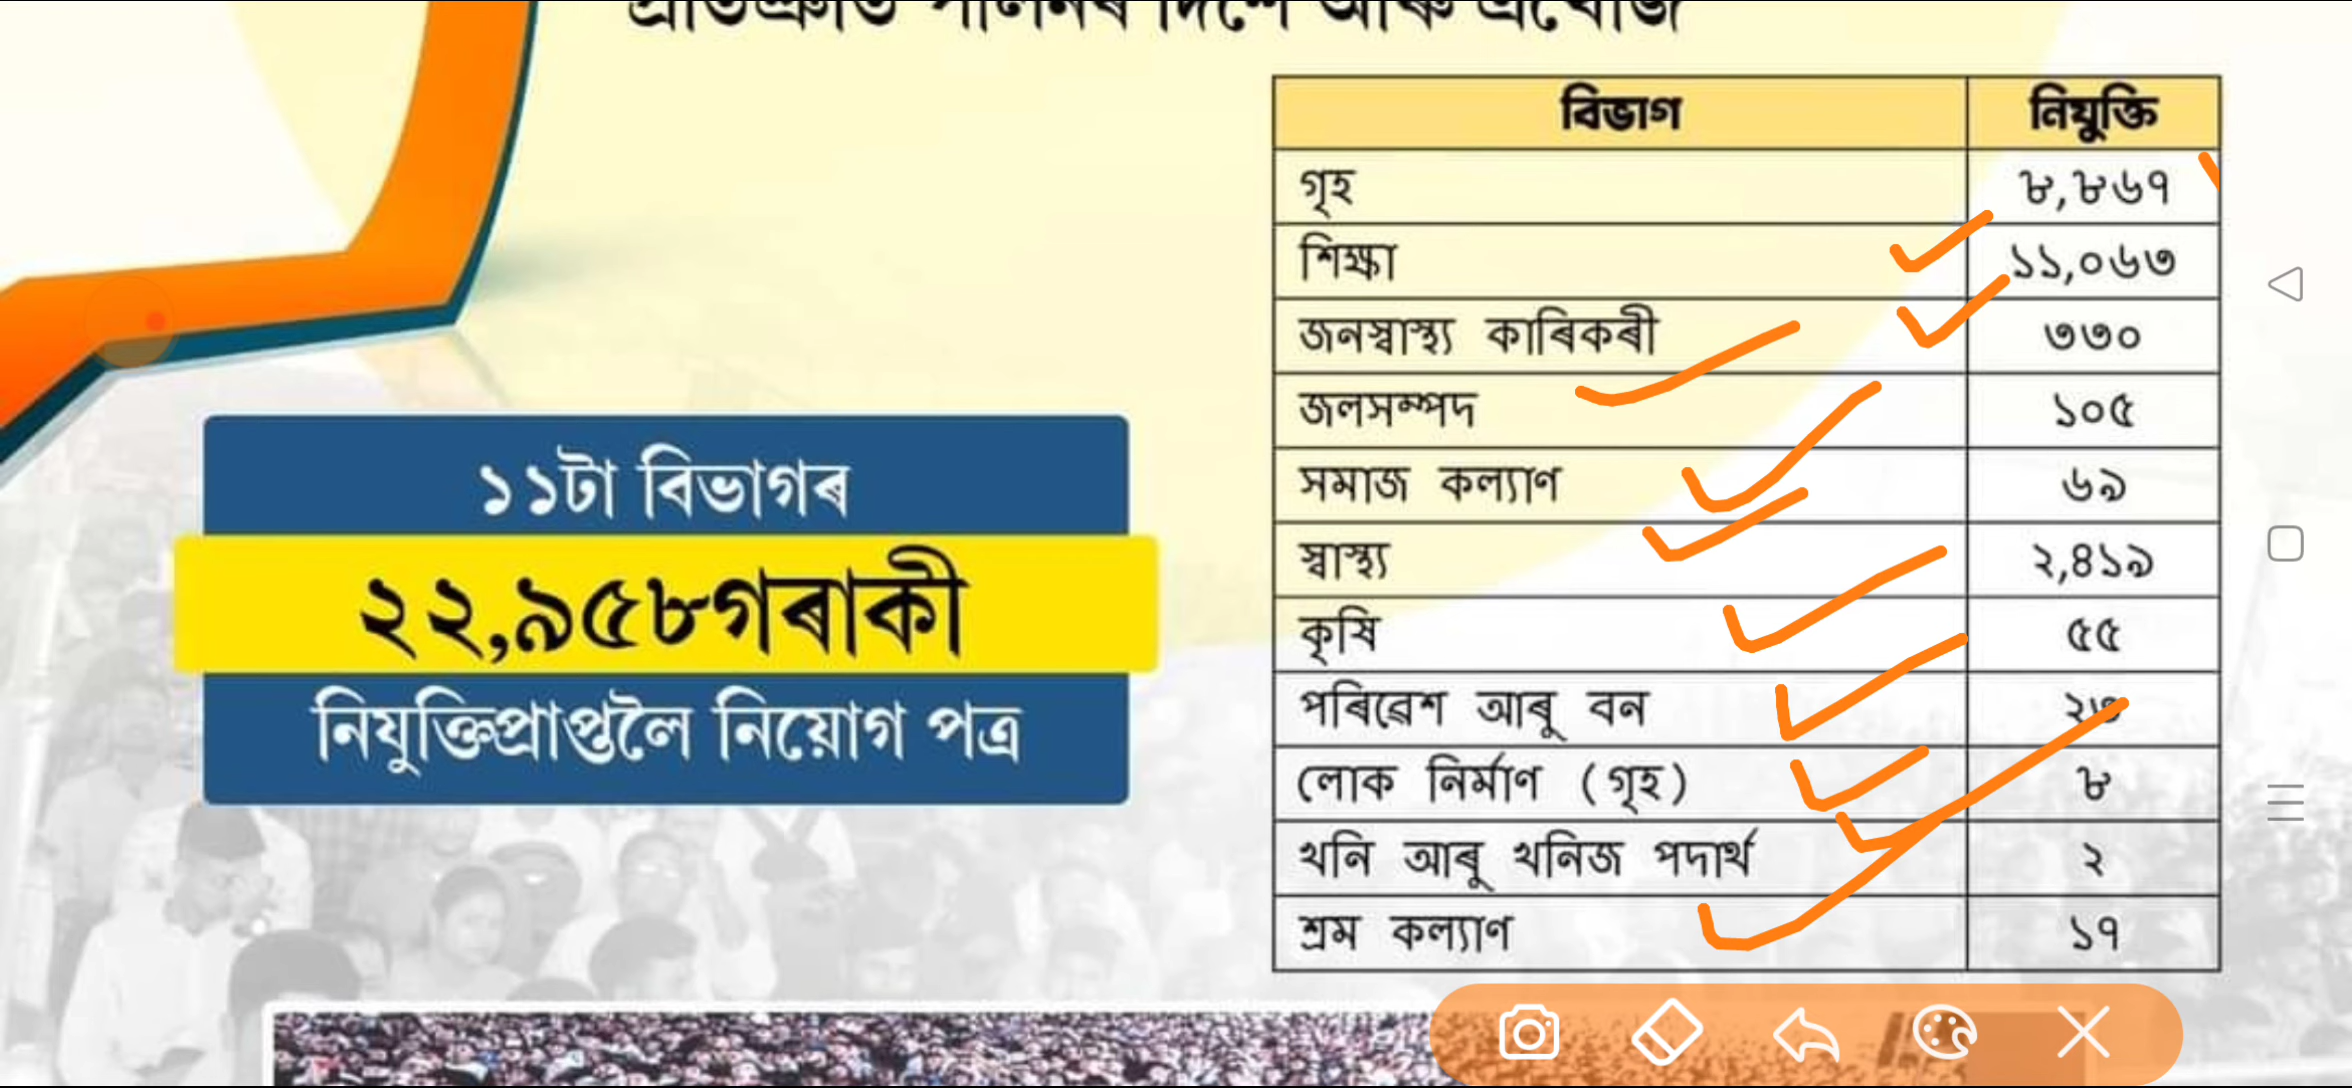 ১১টা বিভাগৰ
২২,৯৫৮গৰাকী
নিযুক্তিপ্ৰাপ্তলৈ নিয়োগ পত্ৰ
বিভাগ নিযুক্তি
গৃহ ৮,৮৬৭
শিক্ষা ১১,০৬৩
জনস্বাস্থ্য কাৰিকৰী ৩৩০
জলসম্পদ ১০৫
সমাজ কল্যাণ ৬৯
স্বাস্থ্য ২,৪১৯
কৃষি ৫৫
পৰিৱেশ আৰু বন ২৩
লোক নিৰ্মাণ (গৃহ) ৮
খনি আৰু খনিজ পদাৰ্থ ২
শ্ৰম কল্যাণ ১৭